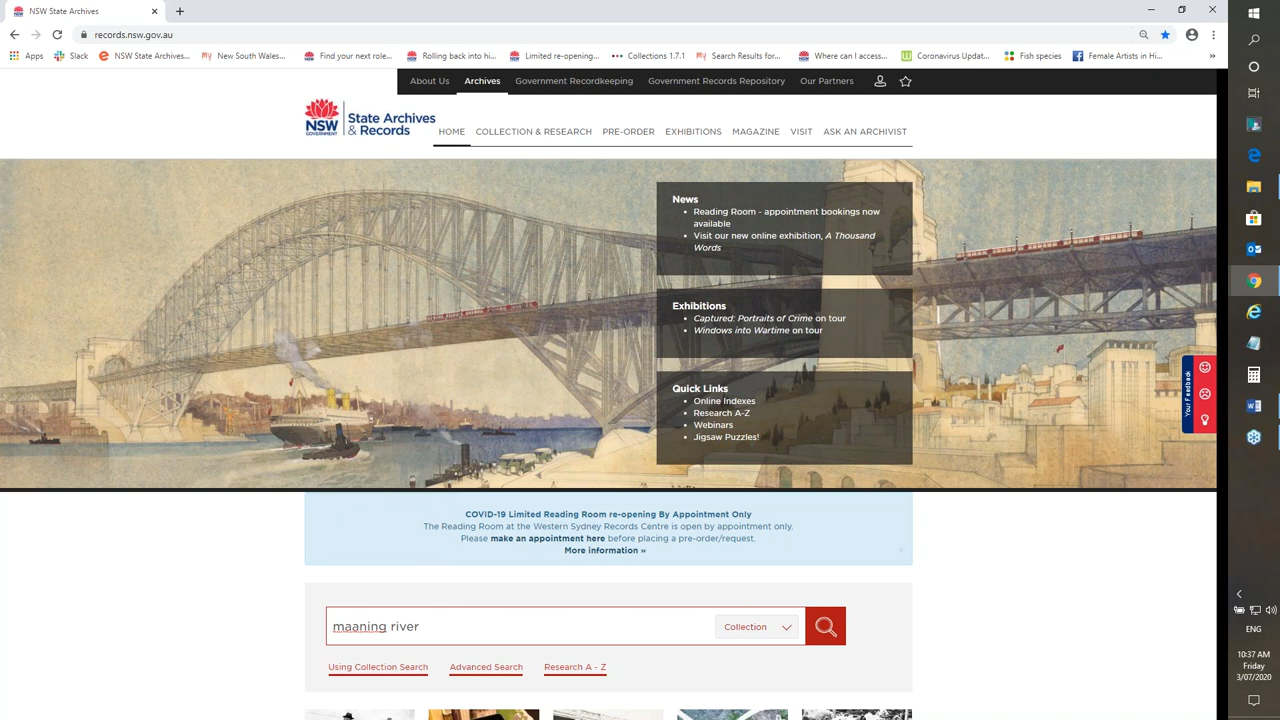 NSW State Archives
records.nsw.gov.au
Apps
Slack
NSW State Archives...
New South Wales...
Find your next role...
Rolling back into hi...
Limited re-opening...
Collections 1.7.1
Search Results for...
Where can I access...
Coronavirus Updat...
Fish species
Female Artists in Hi...
About Us
Archives
Government Recordkeeping
Government Records Repository
Our Partners
NSW
GOVERNMENT
State Archives
& Records
HOME
COLLECTION & RESEARCH
PRE-ORDER
EXHIBITIONS
MAGAZINE
VISIT
ASK AN ARCHIVIST
News
Reading Room - appointment bookings now
available
Visit our new online exhibition, A Thousand
Words
Exhibitions
Captured: Portraits of Crime on tour
Windows into Wartime on tour
Quick Links
Online Indexes
Research A-Z
Webinars
Jigsaw Puzzles!
Your Feedback
COVID-19 Limited Reading Room re-opening By Appointment Only
The Reading Room at the Western Sydney Records Centre is open by appointment only.
Please make an appointment here before placing a pre-order/request.
More information »
maaning river
Collection
Using Collection Search
Advanced Search
Research A - Z
ENG
10:37 AM
Friday
3/07/2020